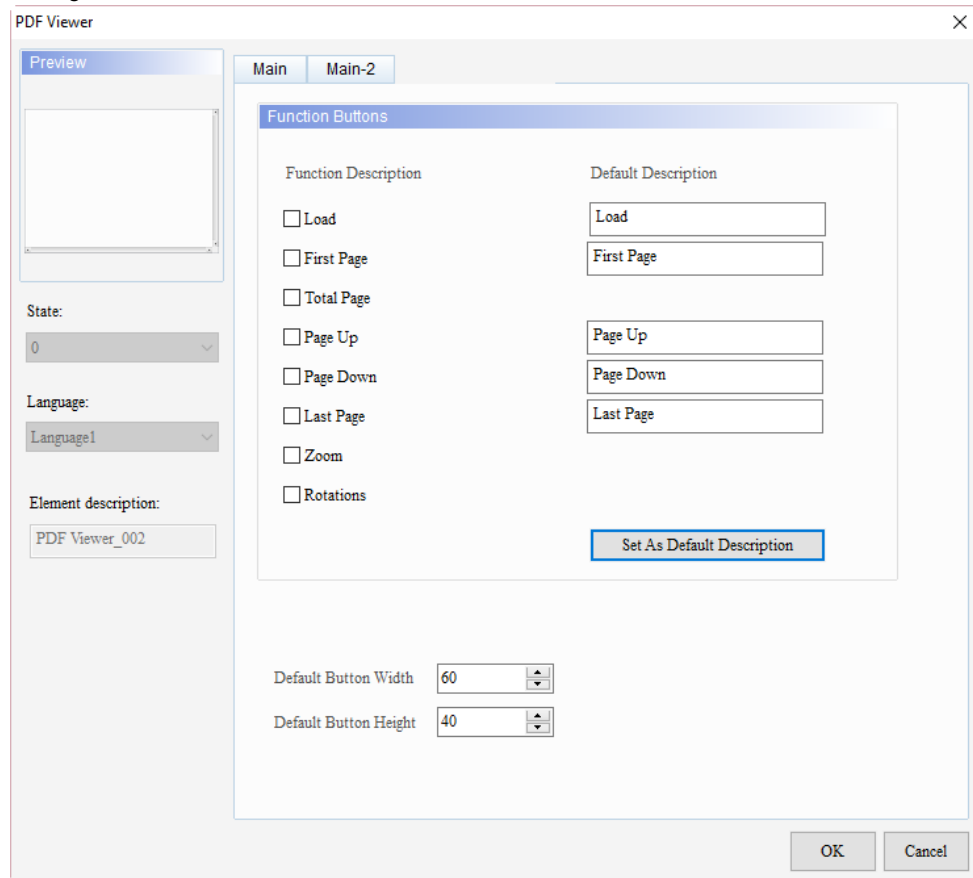 PDF Viewer
Preview
Main
Main-2
Function Buttons
Function Description
Default Description
Load
Load
First Page
First Page
Total Page
Page Up
Page Up
Page Down
Page Down
Last Page
Last Page
Zoom
Rotations
Set As Default Description
State:
0
Language:
Language1
Element description:
PDF Viewer_002
Default Button Width
60
Default Button Height
40
OK
Cancel